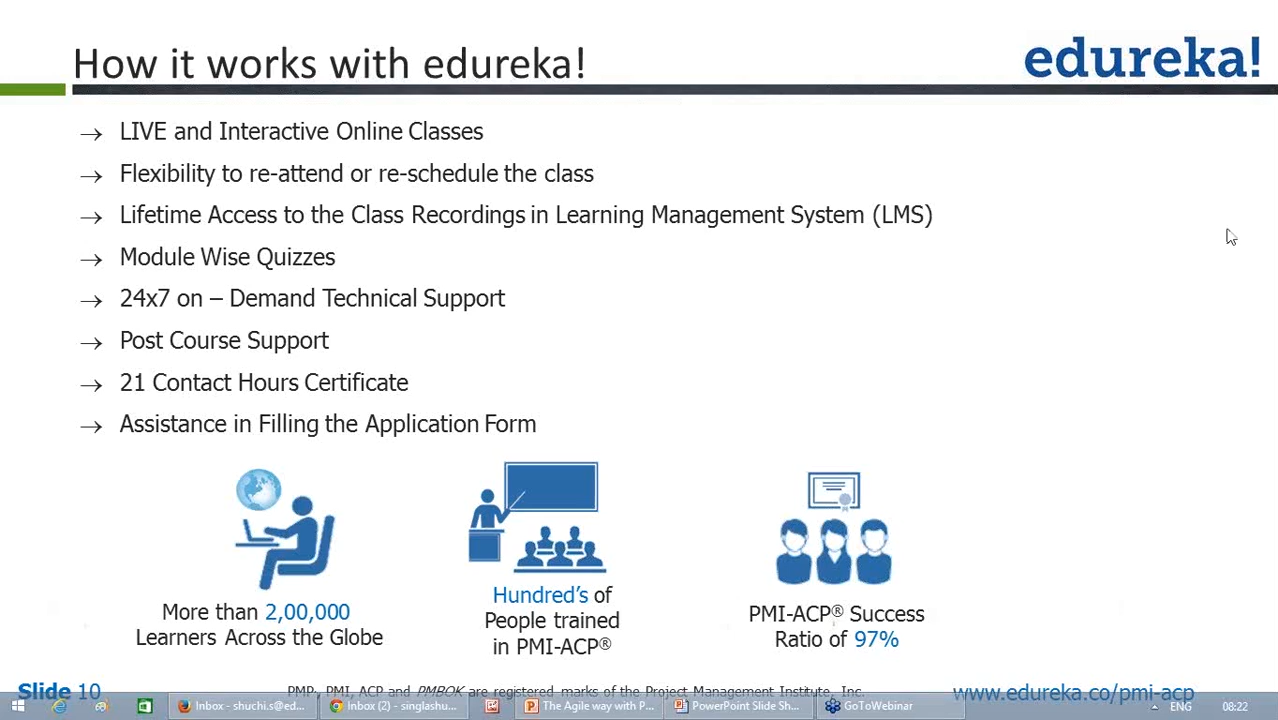 How it works with edureka!
edureka!
→ LIVE and Interactive Online Classes
→ Flexibility to re-attend or re-schedule the class
→ Lifetime Access to the Class Recordings in Learning Management System (LMS)
→ Module Wise Quizzes
→ 24x7 on – Demand Technical Support
→ Post Course Support
→ 21 Contact Hours Certificate
→ Assistance in Filling the Application Form
More than 2,00,000
Learners Across the Globe
Hundred's of
People trained
in PMI-ACP®
PMI-ACP® Success
Ratio of 97%
Slide 10
PMP, PMI, ACP and PMBOK are registered marks of the Project Management Institute, Inc.
www.edureka.co/pmi-acp
Inbox - shuchi.s@ed...
Inbox (2) - singlashu...
The Agile way with P...
PowerPoint Slide Sh...
GoToWebinar
ENG
08:22